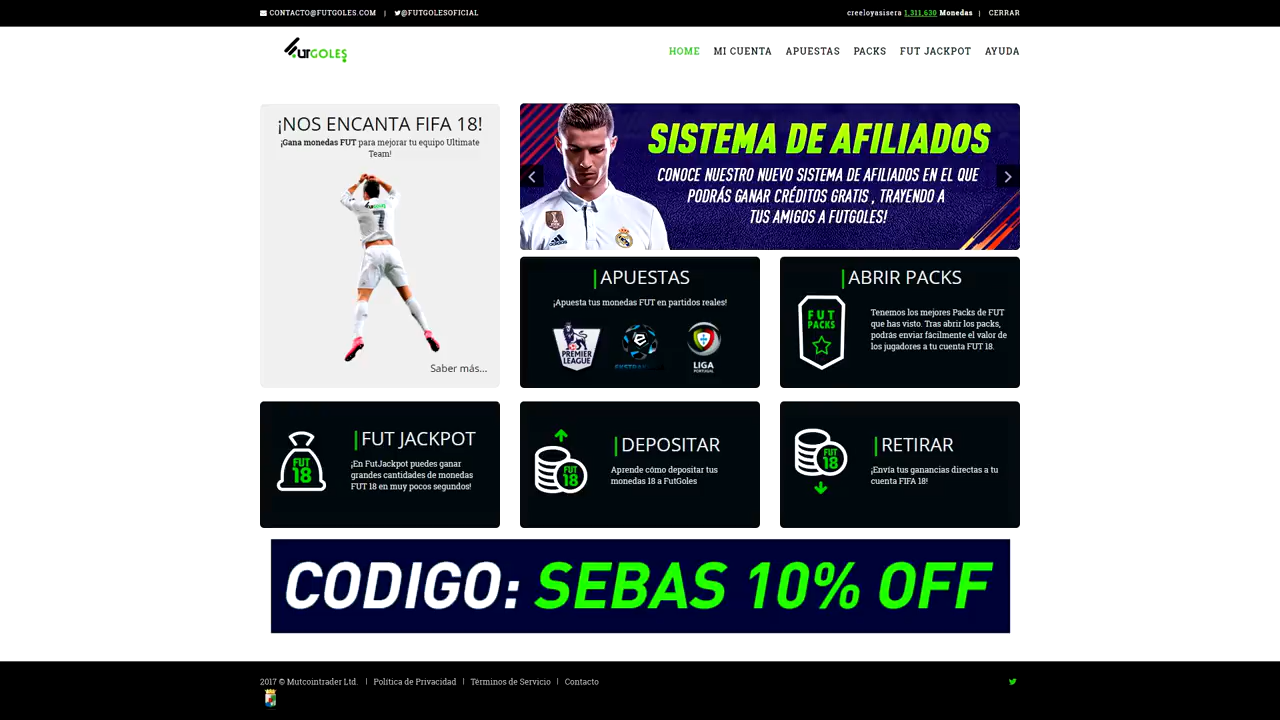 CONTACTO@FUTGOLES.COM | @FUTGOLESOFICIAL
creeloyasisera 1,311,630 Monedas | CERRAR
FUTGOLES
HOME MI CUENTA APUESTAS PACKS FUT JACKPOT AYUDA
¡NOS ENCANTA FIFA 18!
¡Gana monedas FUT para mejorar tu equipo Ultimate
Team!
7
Saber más...
SISTEMA DE AFILIADOS
CONOCE NUESTRO NUEVO SISTEMA DE AFILIADOS EN EL QUE
PODRÁS GANAR CRÉDITOS GRATIS , TRAYENDO A
TUS AMIGOS A FUTGOLES!
|APUESTAS
¡Apuesta tus monedas FUT en partidos reales!
PREMIER
LEAGUE
LIGA
PORTUGAL
|ABRIR PACKS
FUT
PACKS
Tenemos los mejores Packs de FUT
que has visto. Tras abrir los packs,
podrás enviar fácilmente el valor de
los jugadores a tu cuenta FUT 18.
FUT
18
|FUT JACKPOT
¡En FutJackpot puedes ganar
grandes cantidades de monedas
FUT 18 en muy pocos segundos!
FUT
18
|DEPOSITAR
Aprende cómo depositar tus
monedas 18 a FutGoles
FUT
18
|RETIRAR
¡Envía tus ganancias directas a tu
cuenta FIFA 18!
CODIGO: SEBAS 10% OFF
2017 © Mutcointrader Ltd. | Política de Privacidad | Términos de Servicio | Contacto